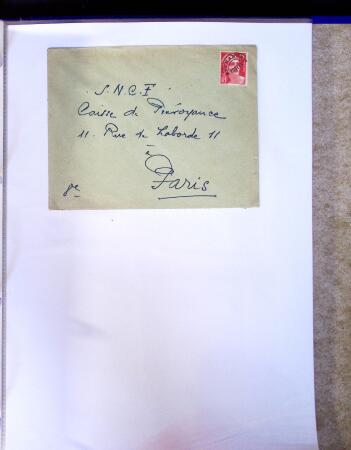 S.N.C.F.
Caisse de Prévoyance
11. Rue de Laborde 11
à
Paris